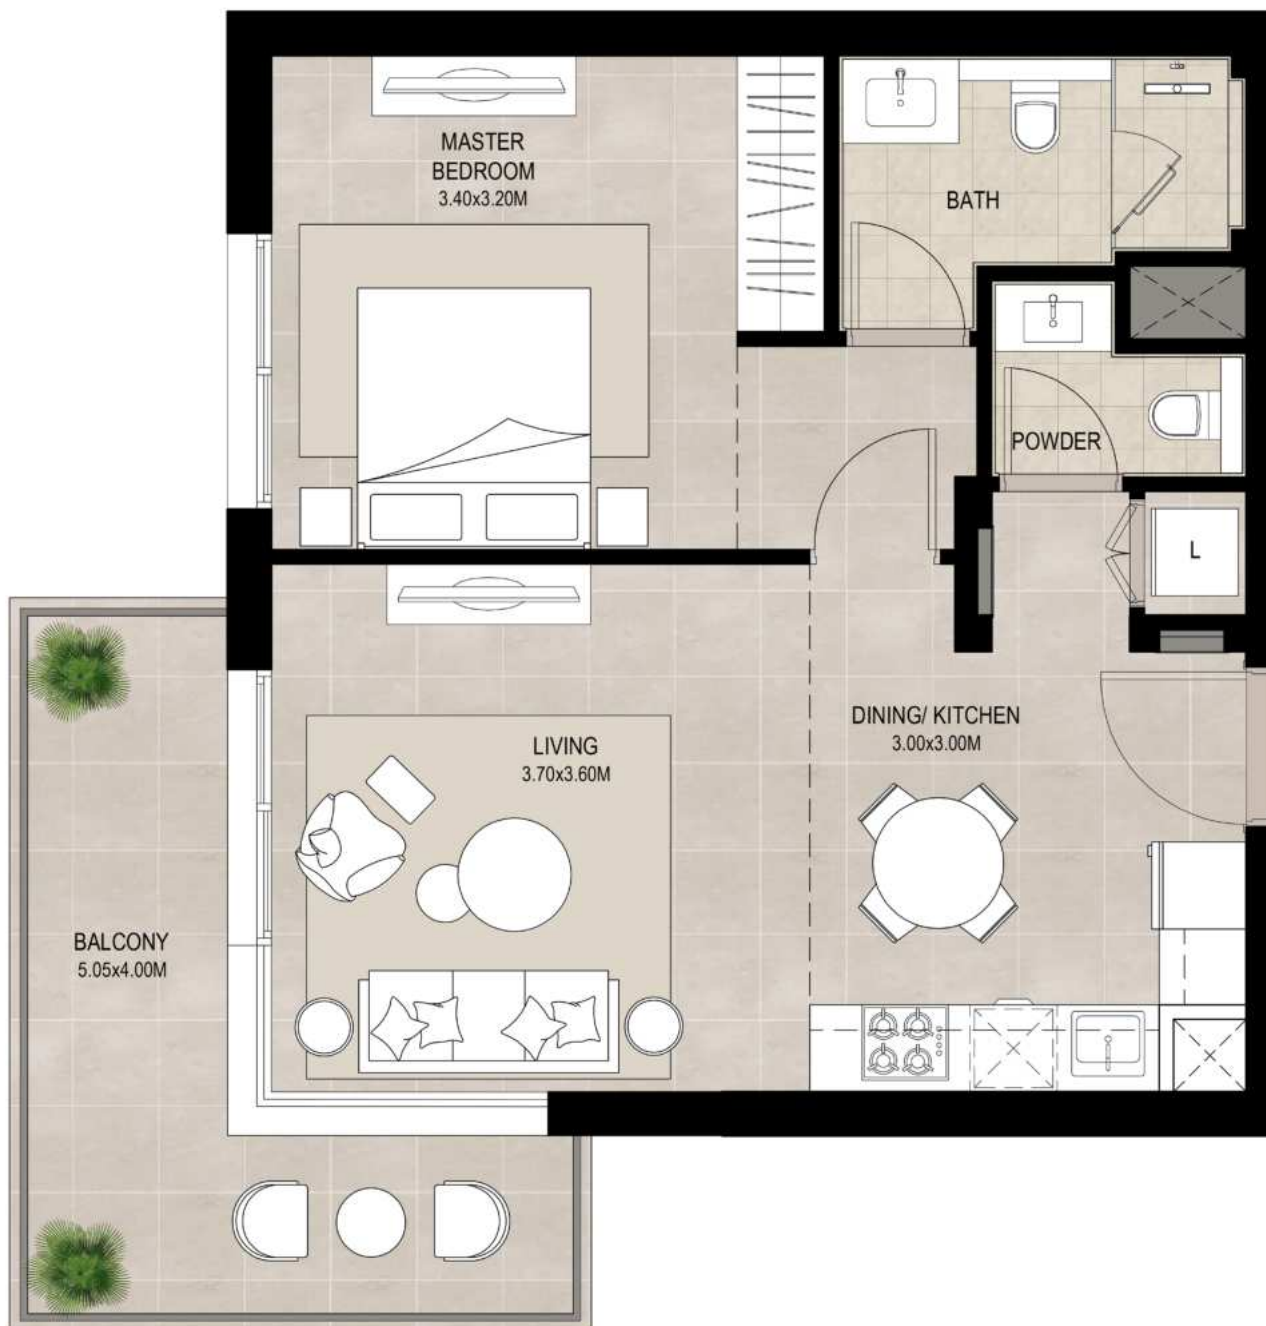 MASTER
BEDROOM
3.40x3.20M
BATH
POWDER
L
DINING/ KITCHEN
3.00x3.00M
LIVING
3.70x3.60M
BALCONY
5.05x4.00M